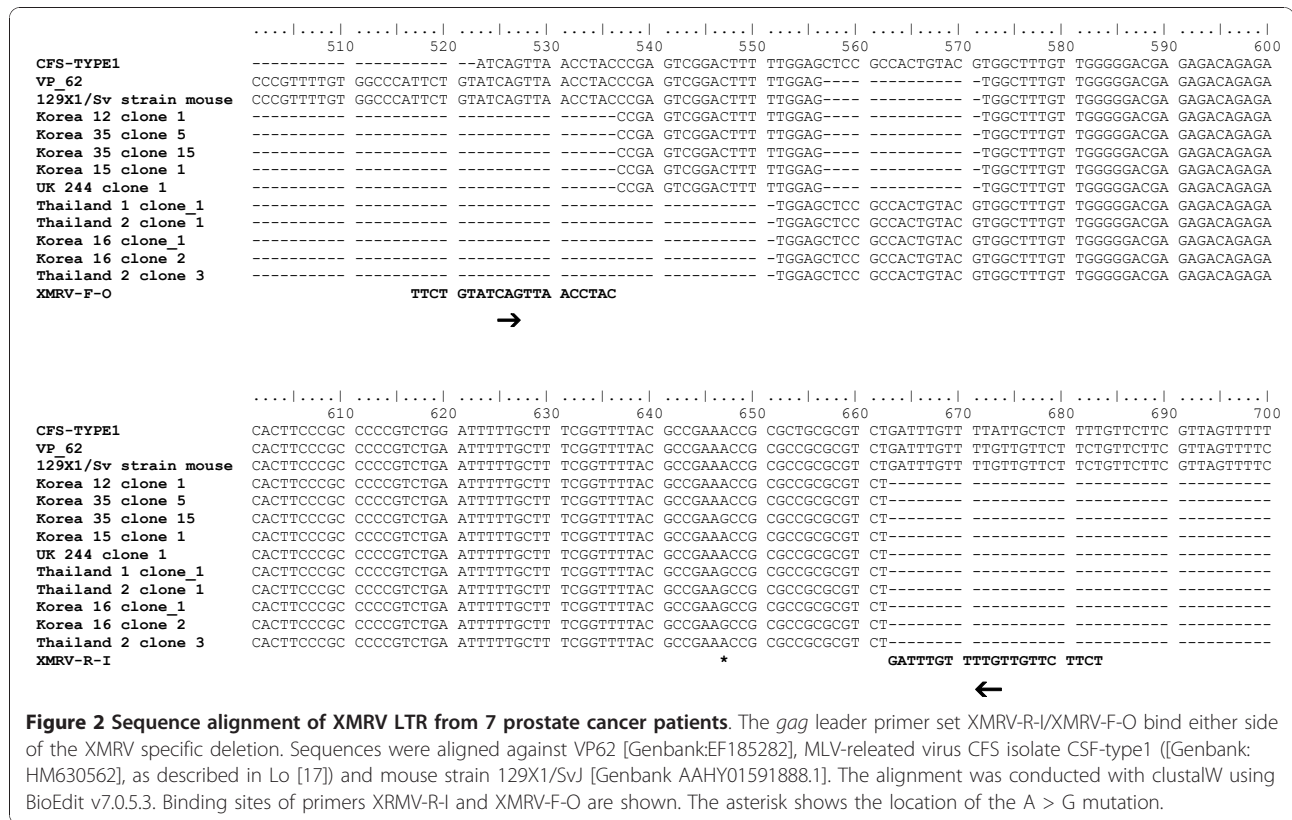 ....|....| ....|....| ....|....| ....|....| ....|....| ....|....| ....|....| ....|....| ....|....| ....|....|
510 520 530 540 550 560 570 580 590 600
CFS-TYPE1 ---------- ---------- --ATCAGTTA ACCTACCCGA GTCGGACTTT TTGGAGCTCC GCCACTGTAC GTGGCTTTGT TGGGGGACGA GAGACAGAGA
VP_62 CCCGTTTTGT GGCCCATTCT GTATCAGTTA ACCTACCCGA GTCGGACTTT TTGGAG---- ---------- -TGGCTTTGT TGGGGGACGA GAGACAGAGA
129X1/Sv strain mouse CCCGTTTTGT GGCCCATTCT GTATCAGTTA ACCTACCCGA GTCGGACTTT TTGGAG---- ---------- -TGGCTTTGT TGGGGGACGA GAGACAGAGA
Korea 12 clone 1 ---------- ---------- ---------- ------CCGA GTCGGACTTT TTGGAG---- ---------- -TGGCTTTGT TGGGGGACGA GAGACAGAGA
Korea 35 clone 5 ---------- ---------- ---------- ------CCGA GTCGGACTTT TTGGAG---- ---------- -TGGCTTTGT TGGGGGACGA GAGACAGAGA
Korea 35 clone 15 ---------- ---------- ---------- ------CCGA GTCGGACTTT TTGGAG---- ---------- -TGGCTTTGT TGGGGGACGA GAGACAGAGA
Korea 15 clone 1 ---------- ---------- ---------- ------CCGA GTCGGACTTT TTGGAG---- ---------- -TGGCTTTGT TGGGGGACGA GAGACAGAGA
UK 244 clone 1 ---------- ---------- ---------- ------CCGA GTCGGACTTT TTGGAG---- ---------- -TGGCTTTGT TGGGGGACGA GAGACAGAGA
Thailand 1 clone_1 ---------- ---------- ---------- ---------- ---------- -TGGAGCTCC GCCACTGTAC GTGGCTTTGT TGGGGGACGA GAGACAGAGA
Thailand 2 clone_1 ---------- ---------- ---------- ---------- ---------- -TGGAGCTCC GCCACTGTAC GTGGCTTTGT TGGGGGACGA GAGACAGAGA
Korea 16 clone_1 ---------- ---------- ---------- ---------- ---------- -TGGAGCTCC GCCACTGTAC GTGGCTTTGT TGGGGGACGA GAGACAGAGA
Korea 16 clone_2 ---------- ---------- ---------- ---------- ---------- -TGGAGCTCC GCCACTGTAC GTGGCTTTGT TGGGGGACGA GAGACAGAGA
Thailand 2 clone 3 ---------- ---------- ---------- ---------- ---------- -TGGAGCTCC GCCACTGTAC GTGGCTTTGT TGGGGGACGA GAGACAGAGA
XMRV-F-O TTCT GTATCAGTTA ACCTAC
→
....|....| ....|....| ....|....| ....|....| ....|....| ....|....| ....|....| ....|....| ....|....| ....|....|
610 620 630 640 650 660 670 680 690 700
CFS-TYPE1 CACTTCCCGC CCCCGTCTGG ATTTTTGCTT TCGGTTTTAC GCCGAAACCG CGCTGCGCGT CTGATTTGTT TTATTGCTCT TTTGTTCTTC GTTAGTTTTT
VP_62 CACTTCCCGC CCCCGTCTGA ATTTTTGCTT TCGGTTTTAC GCCGAAACCG CGCCGCGCGT CTGATTTGTT TTGTTGTTCT TCTGTTCTTC GTTAGTTTTC
129X1/Sv strain mouse CACTTCCCGC CCCCGTCTGA ATTTTTGCTT TCGGTTTTAC GCCGAAACCG CGCCGCGCGT CTGATTTGTT TTGTTGTTCT TCTGTTCTTC GTTAGTTTTC
Korea 12 clone 1 CACTTCCCGC CCCCGTCTGA ATTTTTGCTT TCGGTTTTAC GCCGAAACCG CGCCGCGCGT CT-------- ---------- ---------- ----------
Korea 35 clone 5 CACTTCCCGC CCCCGTCTGA ATTTTTGCTT TCGGTTTTAC GCCGAAACCG CGCCGCGCGT CT-------- ---------- ---------- ----------
Korea 35 clone 15 CACTTCCCGC CCCCGTCTGA ATTTTTGCTT TCGGTTTTAC GCCGAAGCCG CGCCGCGCGT CT-------- ---------- ---------- ----------
Korea 15 clone 1 CACTTCCCGC CCCCGTCTGA ATTTTTGCTT TCGGTTTTAC GCCGAAACCG CGCCGCGCGT CT-------- ---------- ---------- ----------
UK 244 clone 1 CACTTCCCGC CCCCGTCTGA ATTTTTGCTT TCGGTTTTAC GCCGAAACCG CGCCGCGCGT CT-------- ---------- ---------- ----------
Thailand 1 clone_1 CACTTCCCGC CCCCGTCTGA ATTTTTGCTT TCGGTTTTAC GCCGAAGCCG CGCCGCGCGT CT-------- ---------- ---------- ----------
Thailand 2 clone_1 CACTTCCCGC CCCCGTCTGA ATTTTTGCTT TCGGTTTTAC GCCGAAGCCG CGCCGCGCGT CT-------- ---------- ---------- ----------
Korea 16 clone_1 CACTTCCCGC CCCCGTCTGA ATTTTTGCTT TCGGTTTTAC GCCGAAGCCG CGCCGCGCGT CT-------- ---------- ---------- ----------
Korea 16 clone_2 CACTTCCCGC CCCCGTCTGA ATTTTTGCTT TCGGTTTTAC GCCGAAGCCG CGCCGCGCGT CT-------- ---------- ---------- ----------
Thailand 2 clone 3 CACTTCCCGC CCCCGTCTGA ATTTTTGCTT TCGGTTTTAC GCCGAAACCG CGCCGCGCGT CT-------- ---------- ---------- ----------
XMRV-R-I * GATTTGT TTTGTTGTTC TTCT
←
Figure 2 Sequence alignment of XMRV LTR from 7 prostate cancer patients. The gag leader primer set XMRV-R-I/XMRV-F-O bind either side
of the XMRV specific deletion. Sequences were aligned against VP62 [Genbank:EF185282], MLV-releated virus CFS isolate CSF-type1 ([Genbank:
HM630562], as described in Lo [17]) and mouse strain 129X1/SvJ [Genbank AAHY01591888.1]. The alignment was conducted with clustalW using
BioEdit v7.0.5.3. Binding sites of primers XRMV-R-I and XMRV-F-O are shown. The asterisk shows the location of the A > G mutation.